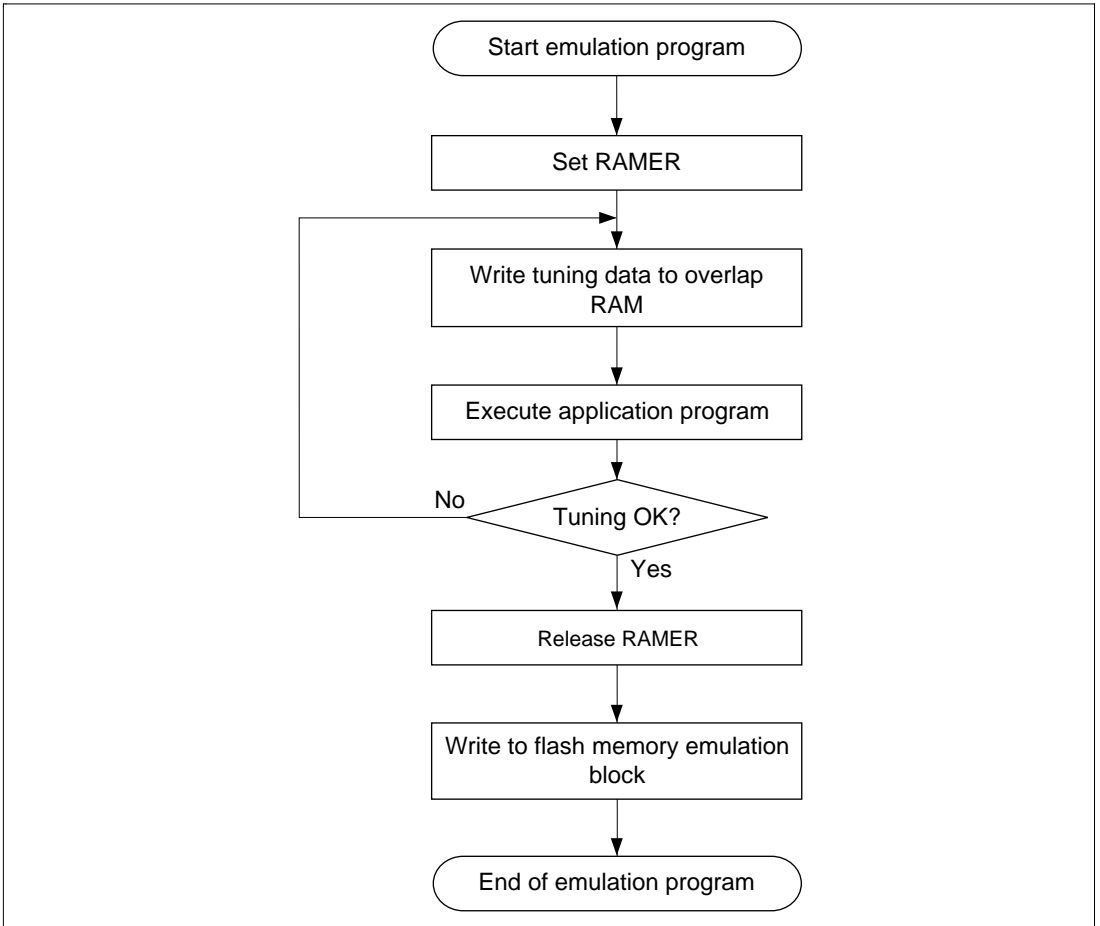 Start emulation program
Set RAMER
Write tuning data to overlap
RAM
Execute application program
No
Tuning OK?
Yes
Release RAMER
Write to flash memory emulation
block
End of emulation program